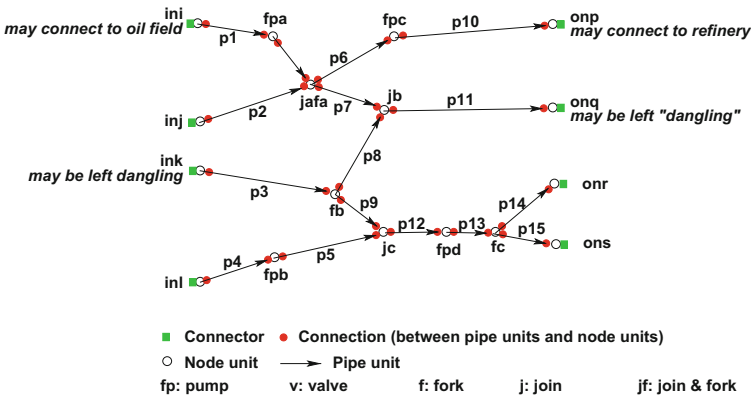 ini
may connect to oil field
p1
fpa
fpc
p10
onp
may connect to refinery
p6
jafa
p7
jb
p11
onq
may be left "dangling"
inj
p2
ink
may be left dangling
p3
p8
fb
p9
onr
p14
p12
p13
p15
jc
fpd
fc
ons
inl
p4
fpb
p5
Connector
Connection (between pipe units and node units)
Node unit
Pipe unit
fp: pump v: valve f: fork j: join jf: join & fork